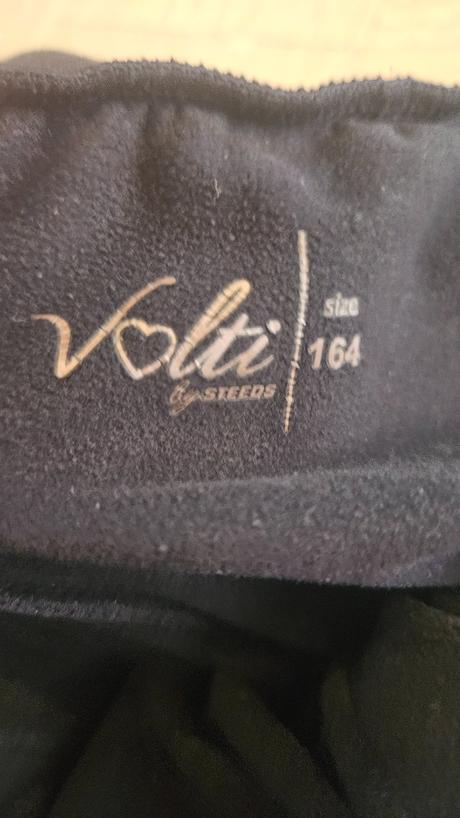 Volti
by STEEDS
size
164